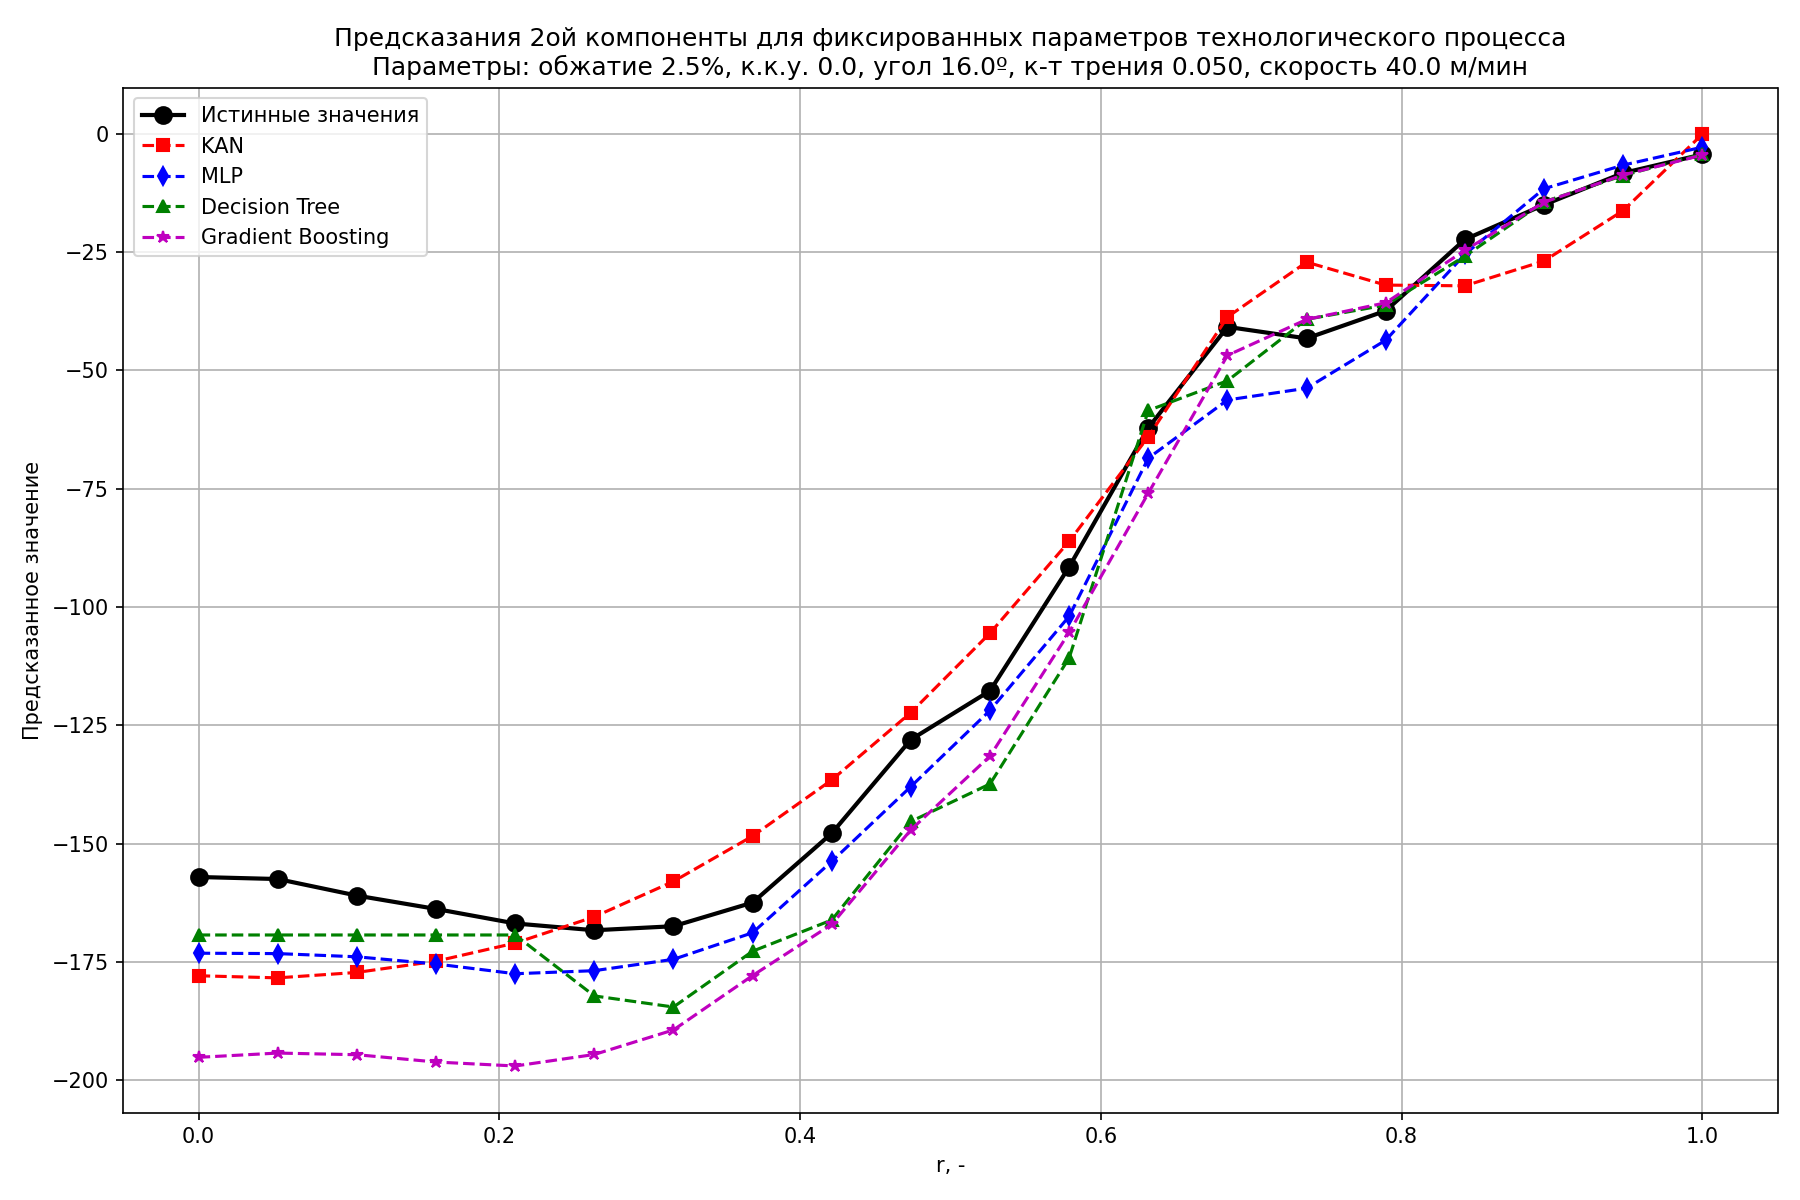 Предсказания 2ой компоненты для фиксированных параметров технологического процесса
Параметры: обжатие 2.5%, к.к.у. 0.0, угол 16.0º, к-т трения 0.050, скорость 40.0 м/мин
Истинные значения
KAN
MLP
Decision Tree
Gradient Boosting
Предсказанное значение
0
−25
−50
−75
−100
−125
−150
−175
−200
0.0 0.2 0.4 0.6 0.8 1.0
r, -